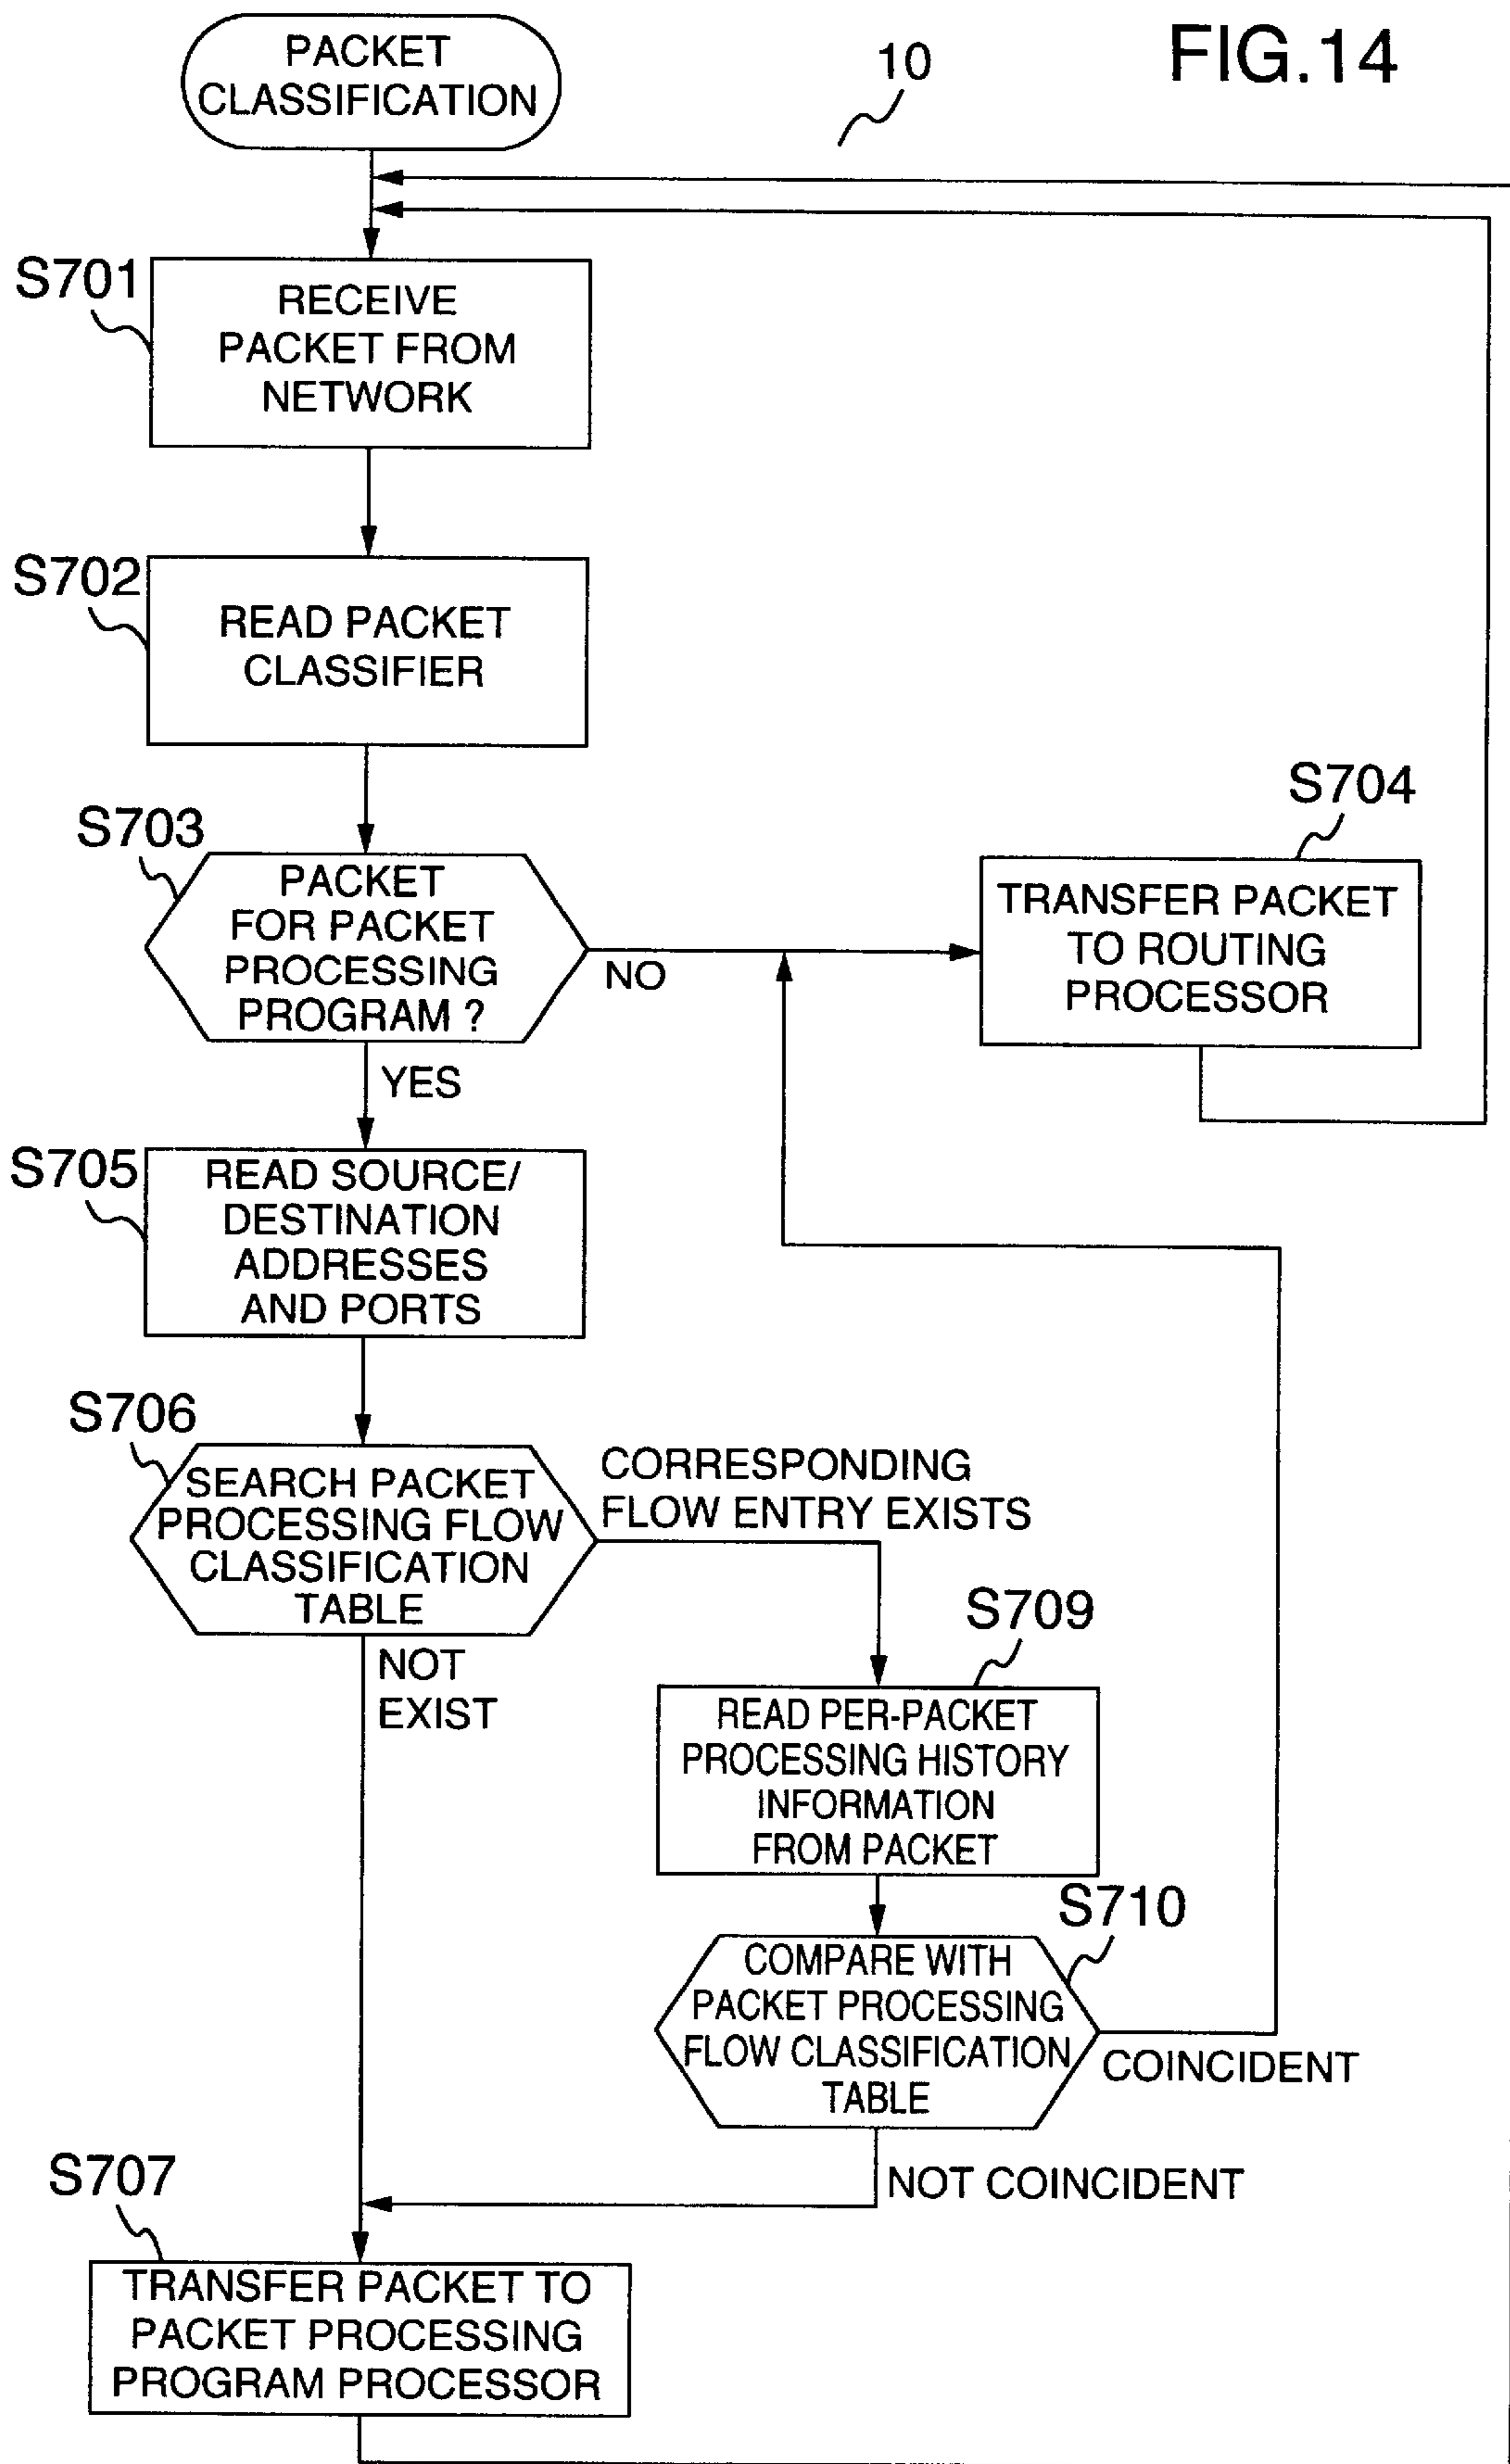 PACKET
CLASSIFICATION
10
FIG.14
S701
RECEIVE
PACKET FROM
NETWORK
S702
READ PACKET
CLASSIFIER
S703
PACKET
FOR PACKET
PROCESSING
PROGRAM ?
NO
YES
S704
TRANSFER PACKET
TO ROUTING
PROCESSOR
S705
READ SOURCE/
DESTINATION
ADDRESSES
AND PORTS
S706
SEARCH PACKET
PROCESSING FLOW
CLASSIFICATION
TABLE
CORRESPONDING
FLOW ENTRY EXISTS
NOT
EXIST
S709
READ PER-PACKET
PROCESSING HISTORY
INFORMATION
FROM PACKET
S710
COMPARE WITH
PACKET PROCESSING
FLOW CLASSIFICATION
TABLE
COINCIDENT
NOT COINCIDENT
S707
TRANSFER PACKET TO
PACKET PROCESSING
PROGRAM PROCESSOR